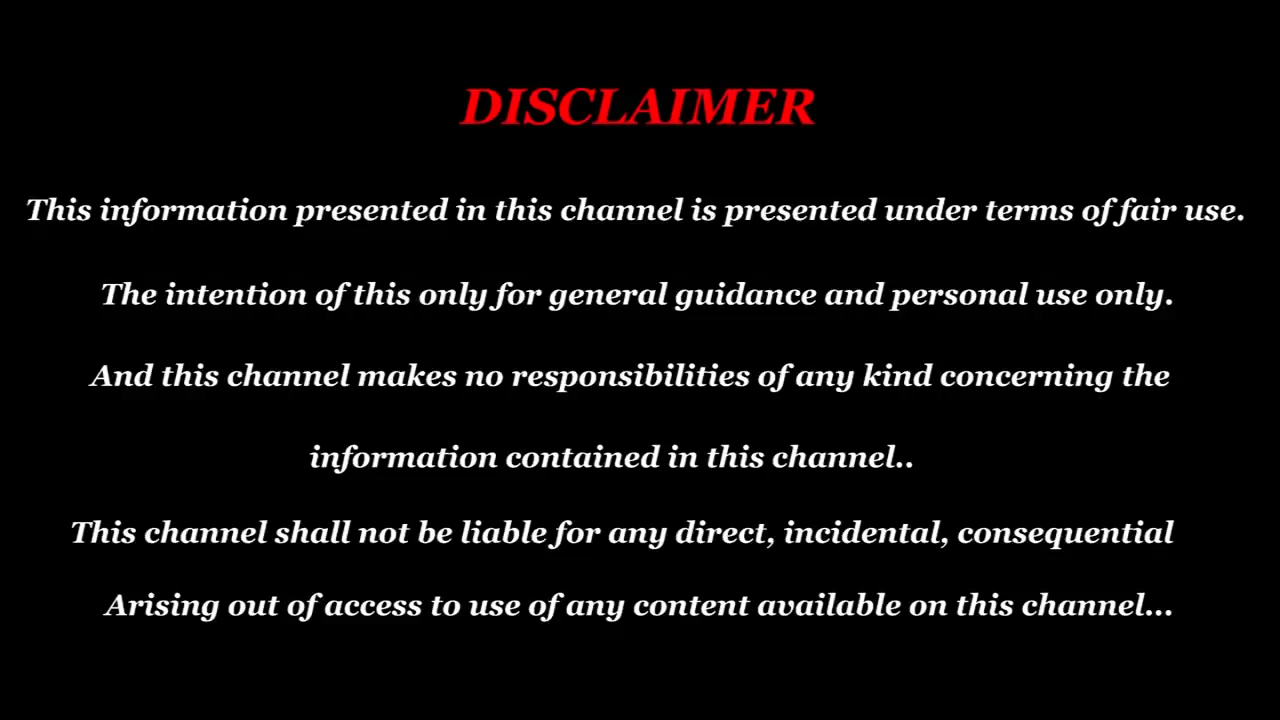 DISCLAIMER
This information presented in this channel is presented under terms of fair use.
The intention of this only for general guidance and personal use only.
And this channel makes no responsibilities of any kind concerning the
information contained in this channel..
This channel shall not be liable for any direct, incidental, consequential
Arising out of access to use of any content available on this channel...